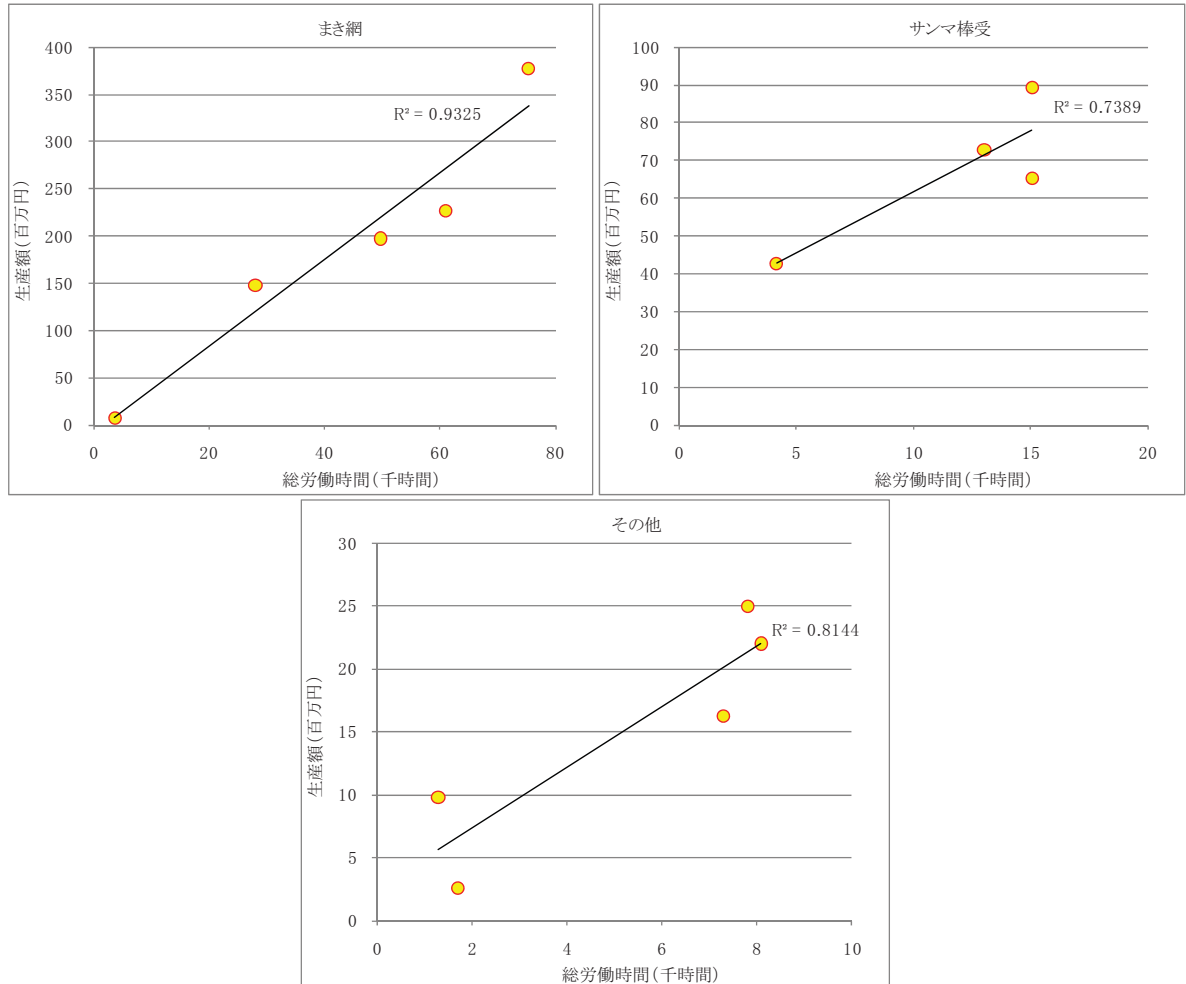 まき網
400
350
300
250
200
150
100
50
0
R² = 0.9325
生産額(百万円)
0 20 40 60 80
総労働時間(千時間)
サンマ棒受
100
90
80
70
60
50
40
30
20
10
0
R² = 0.7389
生産額(百万円)
0 5 10 15 20
総労働時間(千時間)
その他
30
25
20
15
10
5
0
R² = 0.8144
生産額(百万円)
0 2 4 6 8 10
総労働時間(千時間)